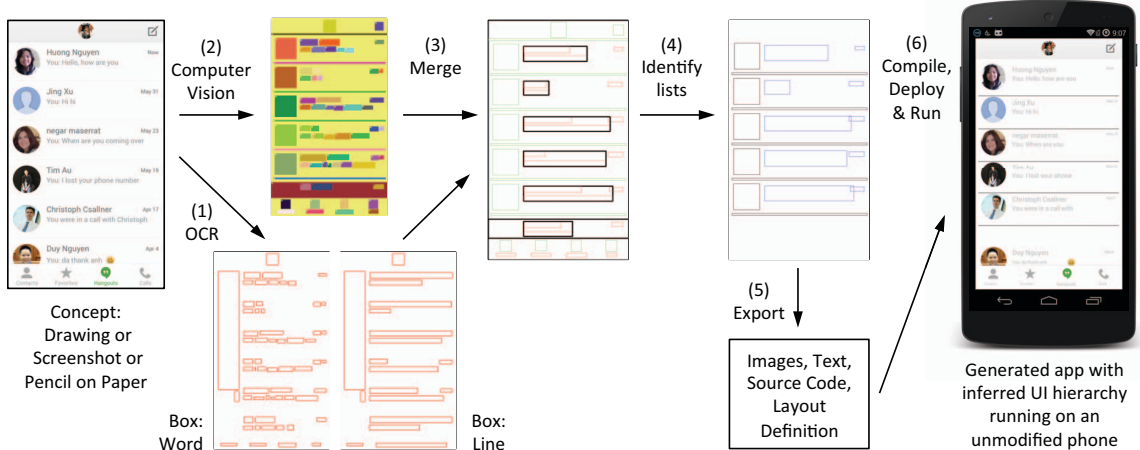 Huong Nguyen
Now
You: Hello, how are you
Jing Xu
May 31
You: Hi hi
negar maserrat
May 23
You: When are you coming over
Tim Au
May 19
You: I lost your phone number
Christoph Csallner
Apr 17
You were in a call with Christoph
Duy Nguyen
Apr 4
You: da thank anh
Contacts
Favorites
Hangouts
Calls
Concept:
Drawing or
Screenshot or
Pencil on Paper
(2)
Computer
Vision
(1)
OCR
Box:
Word
Box:
Line
(3)
Merge
(4)
Identify
lists
(5)
Export
Images, Text,
Source Code,
Layout
Definition
(6)
Compile,
Deploy
& Run
9:07
Huong Nguyen
You: Hello, how are you
Jing Xu
You: Hi hi
negar maserrat
You: When are you
Tim Au
You: I lost your phone
Christoph Csallner
You were in a call with
Duy Nguyen
You: da thank anh
Generated app with
inferred UI hierarchy
running on an
unmodified phone